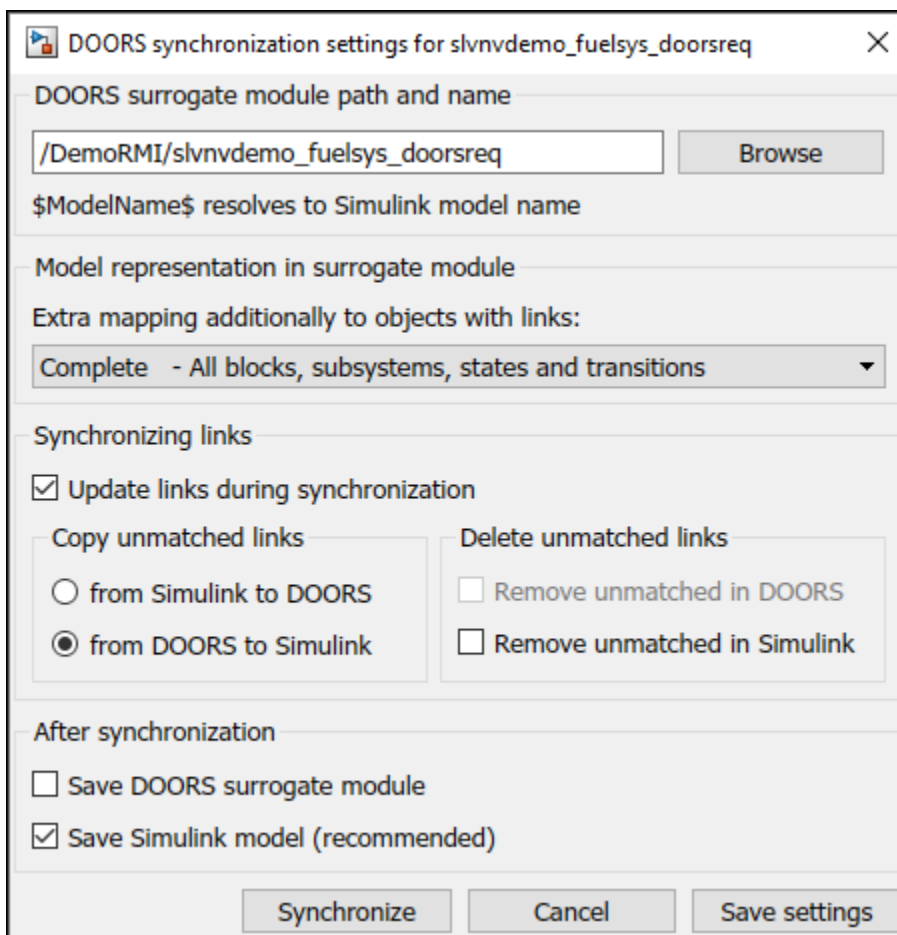 DOORS synchronization settings for slvnvdemo_fuelsys_doorsreq
DOORS surrogate module path and name
/DemoRMI/slvnvdemo_fuelsys_doorsreq
Browse
$ModelName$ resolves to Simulink model name
Model representation in surrogate module
Extra mapping additionally to objects with links:
Complete - All blocks, subsystems, states and transitions
Synchronizing links
Update links during synchronization
Copy unmatched links
from Simulink to DOORS
from DOORS to Simulink
Delete unmatched links
Remove unmatched in DOORS
Remove unmatched in Simulink
After synchronization
Save DOORS surrogate module
Save Simulink model (recommended)
Synchronize
Cancel
Save settings